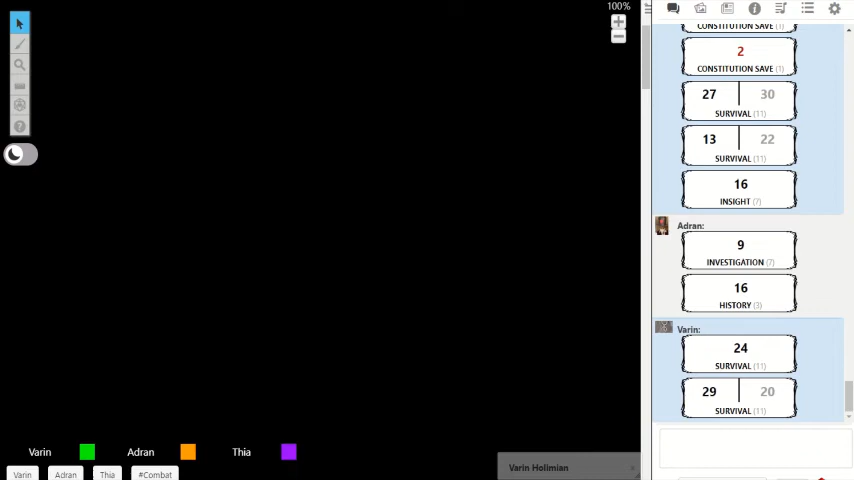 100%
CONSTITUTION SAVE (1)
2
CONSTITUTION SAVE (1)
27 30
SURVIVAL (11)
13 22
SURVIVAL (11)
16
INSIGHT (7)
Adran:
9
INVESTIGATION (7)
16
HISTORY (3)
Varin:
24
SURVIVAL (11)
29 20
SURVIVAL (11)
Varin Adran Thia
Varin Holimian
Varin Adran Thia #Combat